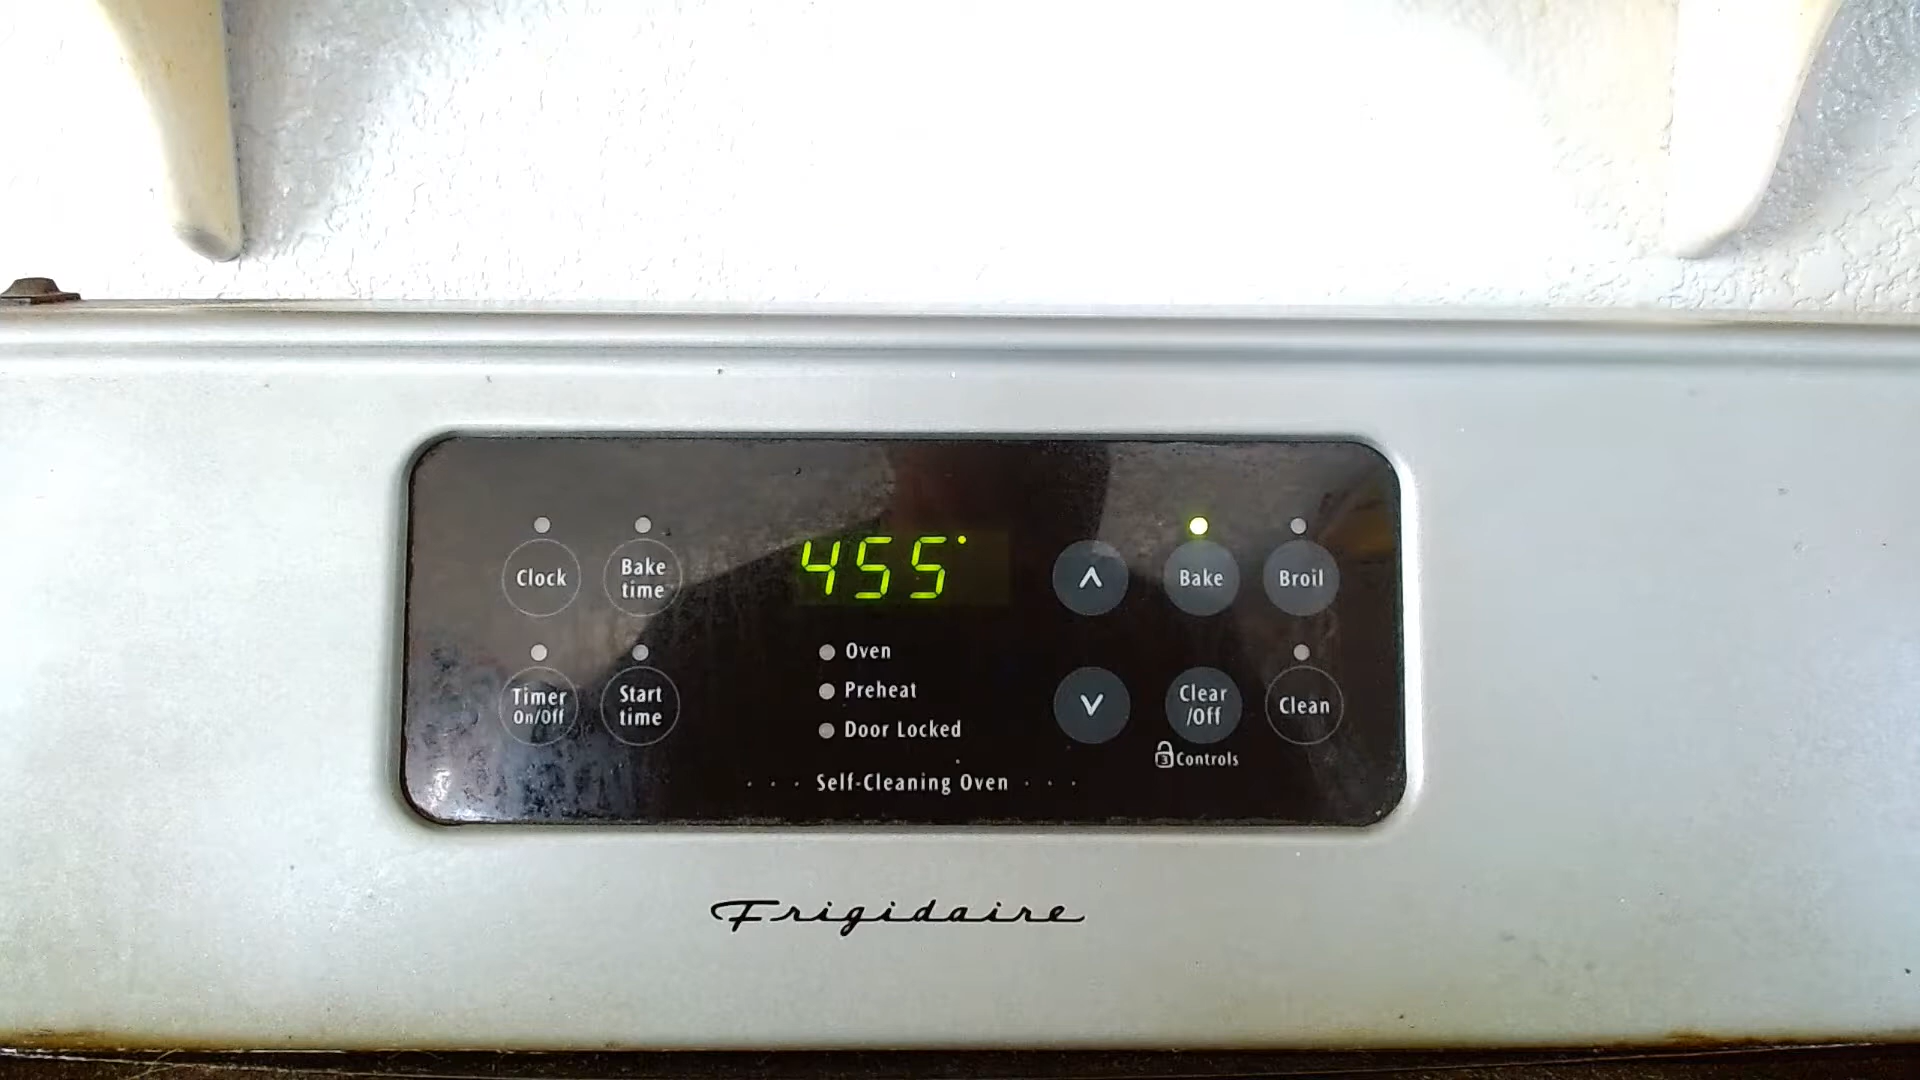 Clock
Bake
time
455°
Bake
Broil
Oven
Preheat
Door Locked
Timer
On/Off
Start
time
Clear
/Off
Clean
3 Controls
. . . Self-Cleaning Oven . . .
Frigidaire